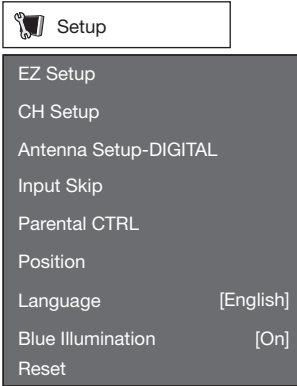 Setup
EZ Setup
CH Setup
Antenna Setup-DIGITAL
Input Skip
Parental CTRL
Position
Language [English]
Blue Illumination [On]
Reset